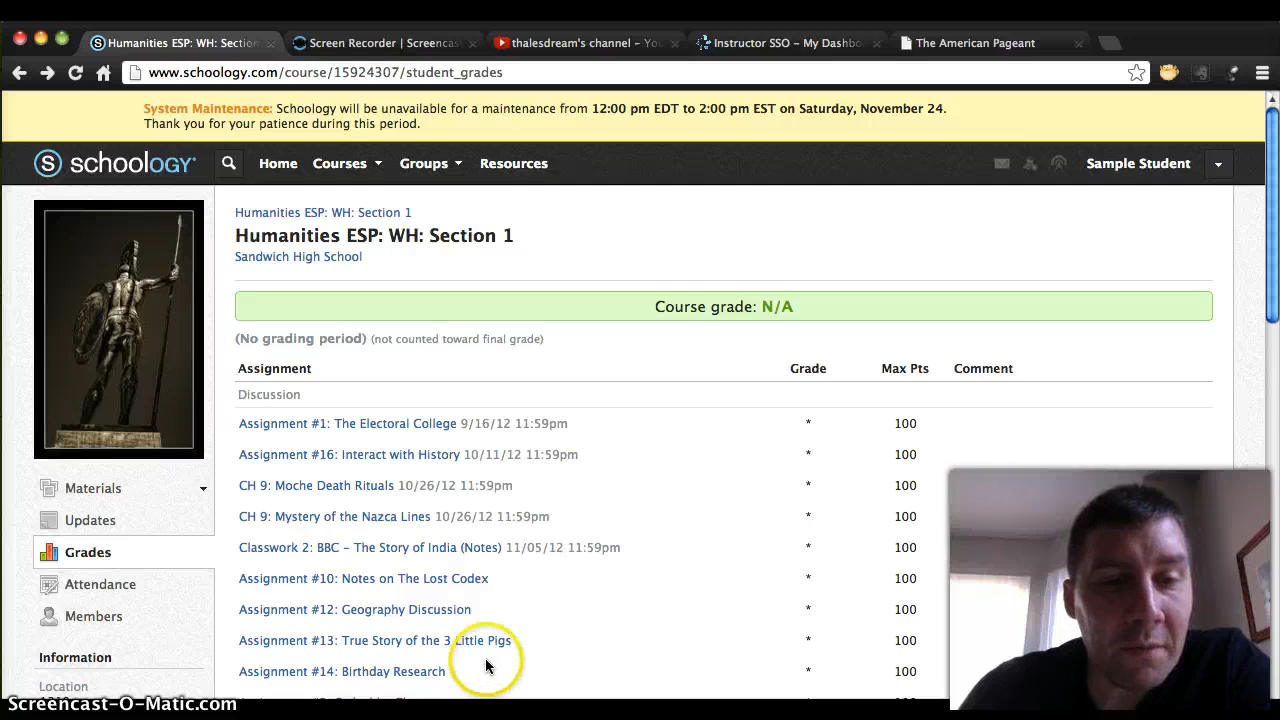 Humanities ESP: WH: Section
Screen Recorder | Screencas
thalesdream's channel - Yo
Instructor SSO – My Dashbo
The American Pageant
www.schoology.com/course/15924307/student_grades
System Maintenance: Schoology will be unavailable for a maintenance from 12:00 pm EDT to 2:00 pm EST on Saturday, November 24.
Thank you for your patience during this period.
S schoology
Home Courses Groups Resources
Sample Student
Humanities ESP: WH: Section 1
Humanities ESP: WH: Section 1
Sandwich High School
Course grade: N/A
(No grading period) (not counted toward final grade)
Assignment Grade Max Pts Comment
Discussion
Assignment #1: The Electoral College 9/16/12 11:59pm * 100
Assignment #16: Interact with History 10/11/12 11:59pm * 100
CH 9: Moche Death Rituals 10/26/12 11:59pm * 100
CH 9: Mystery of the Nazca Lines 10/26/12 11:59pm * 100
Classwork 2: BBC – The Story of India (Notes) 11/05/12 11:59pm * 100
Assignment #10: Notes on The Lost Codex * 100
Assignment #12: Geography Discussion * 100
Assignment #13: True Story of the 3 Little Pigs * 100
Assignment #14: Birthday Research * 100
Materials
Updates
Grades
Attendance
Members
Information
Location
Screencast-O-Matic.com